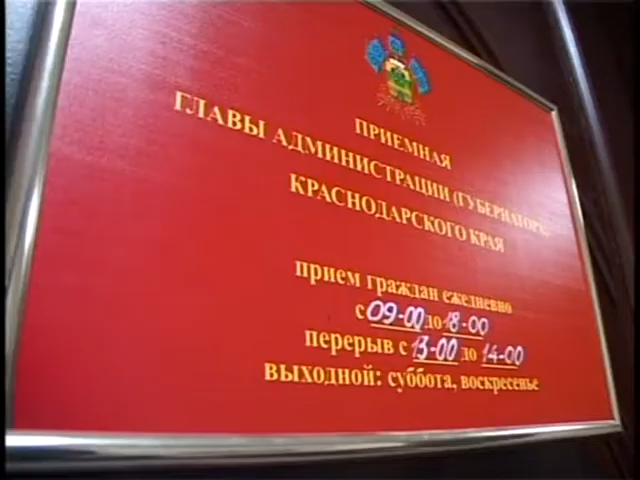 ПРИЕМНАЯ
ГЛАВЫ АДМИНИСТРАЦИИ (ГУБЕРНАТОРА)
КРАСНОДАРСКОГО КРАЯ
прием граждан ежедневно
с 09-00 до 18-00
перерыв с 13-00 до 14-00
выходной: суббота, воскресенье